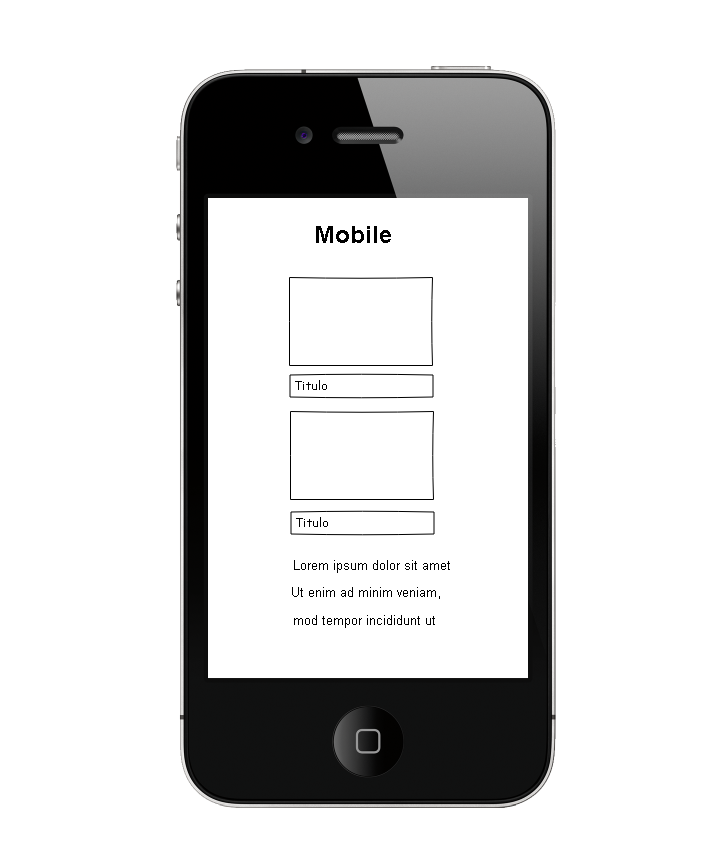 Mobile
Titulo
Titulo
Lorem ipsum dolor sit amet
Ut enim ad minim veniam,
mod tempor incididunt ut